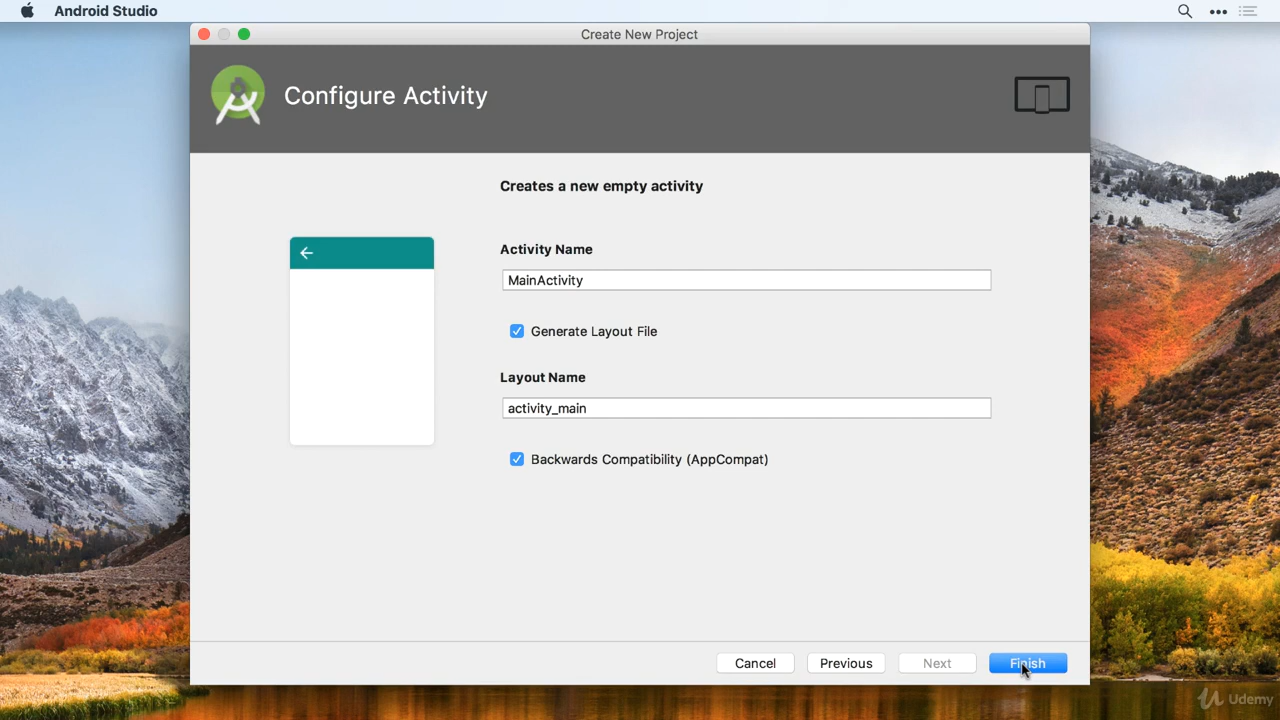 Android Studio
Create New Project
Configure Activity
Creates a new empty activity
Activity Name
MainActivity
Generate Layout File
Layout Name
activity_main
Backwards Compatibility (AppCompat)
Cancel
Previous
Next
Finish
Udemy